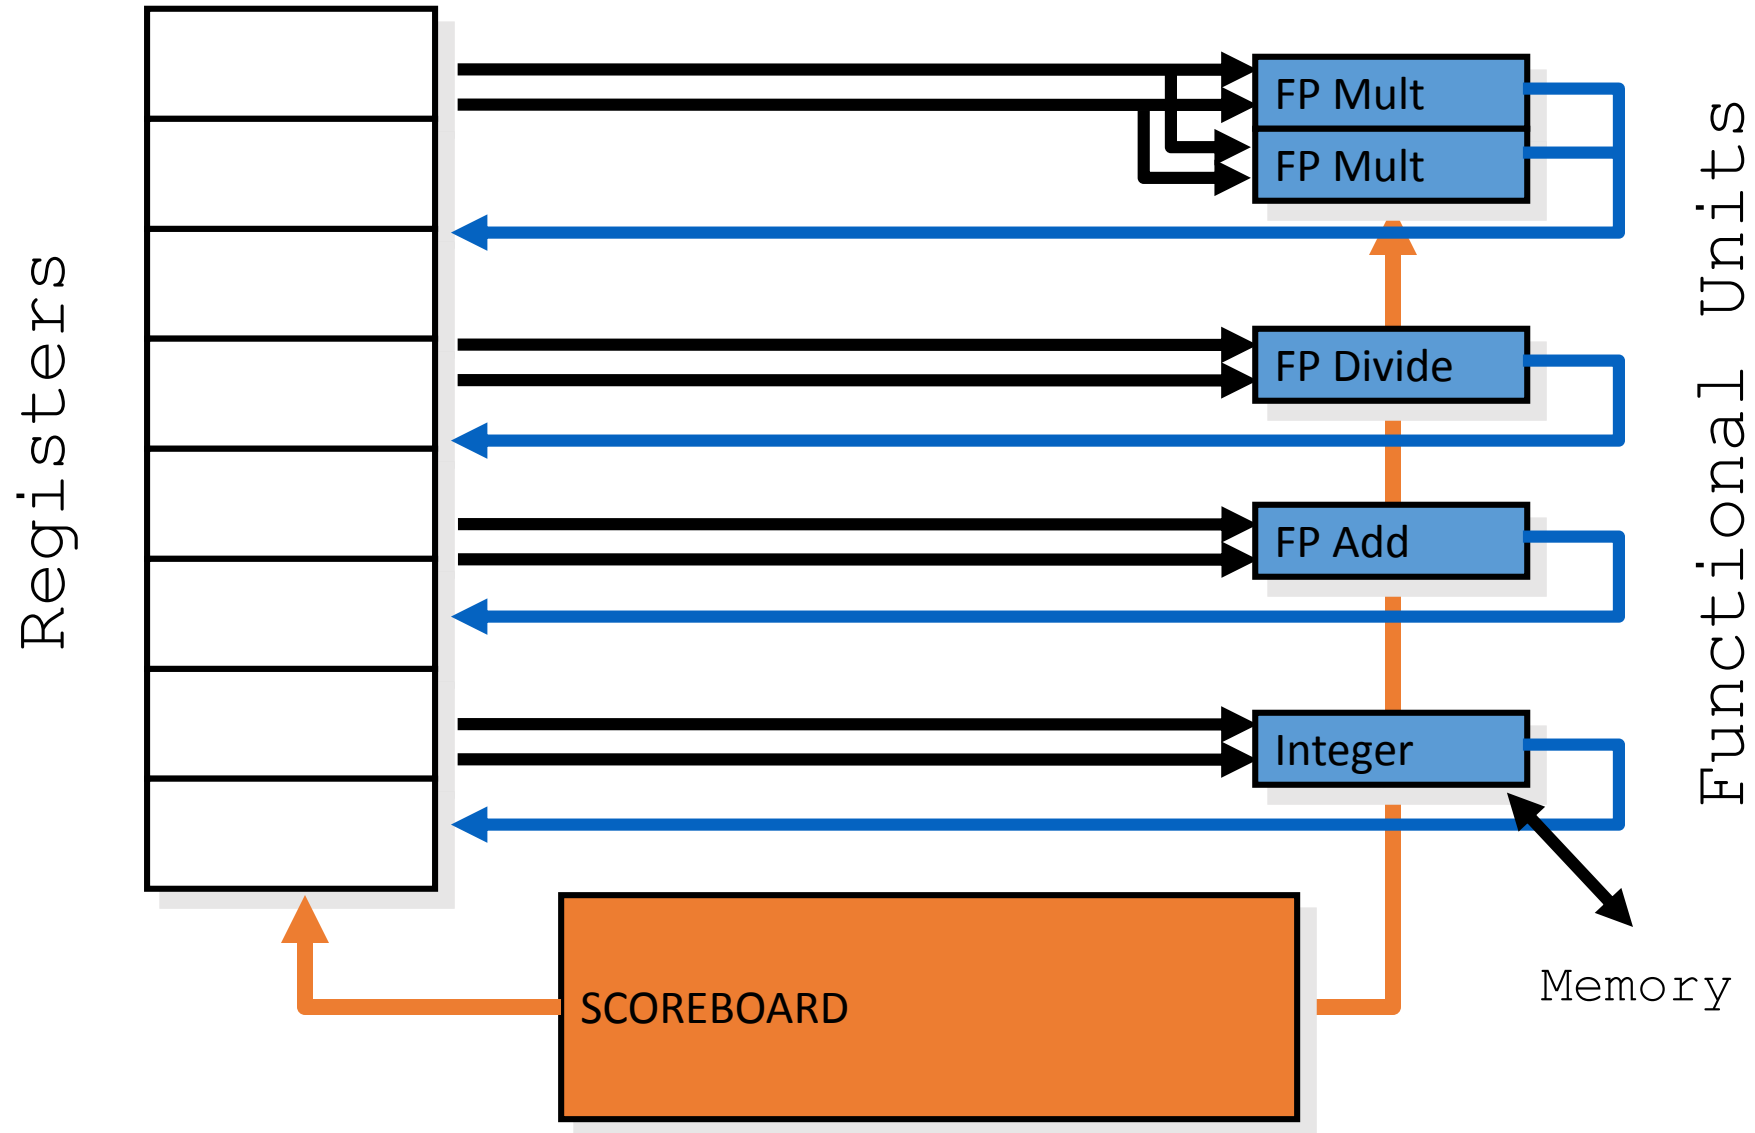 Registers
FP Mult
FP Mult
FP Divide
FP Add
Integer
Functional Units
SCOREBOARD
Memory